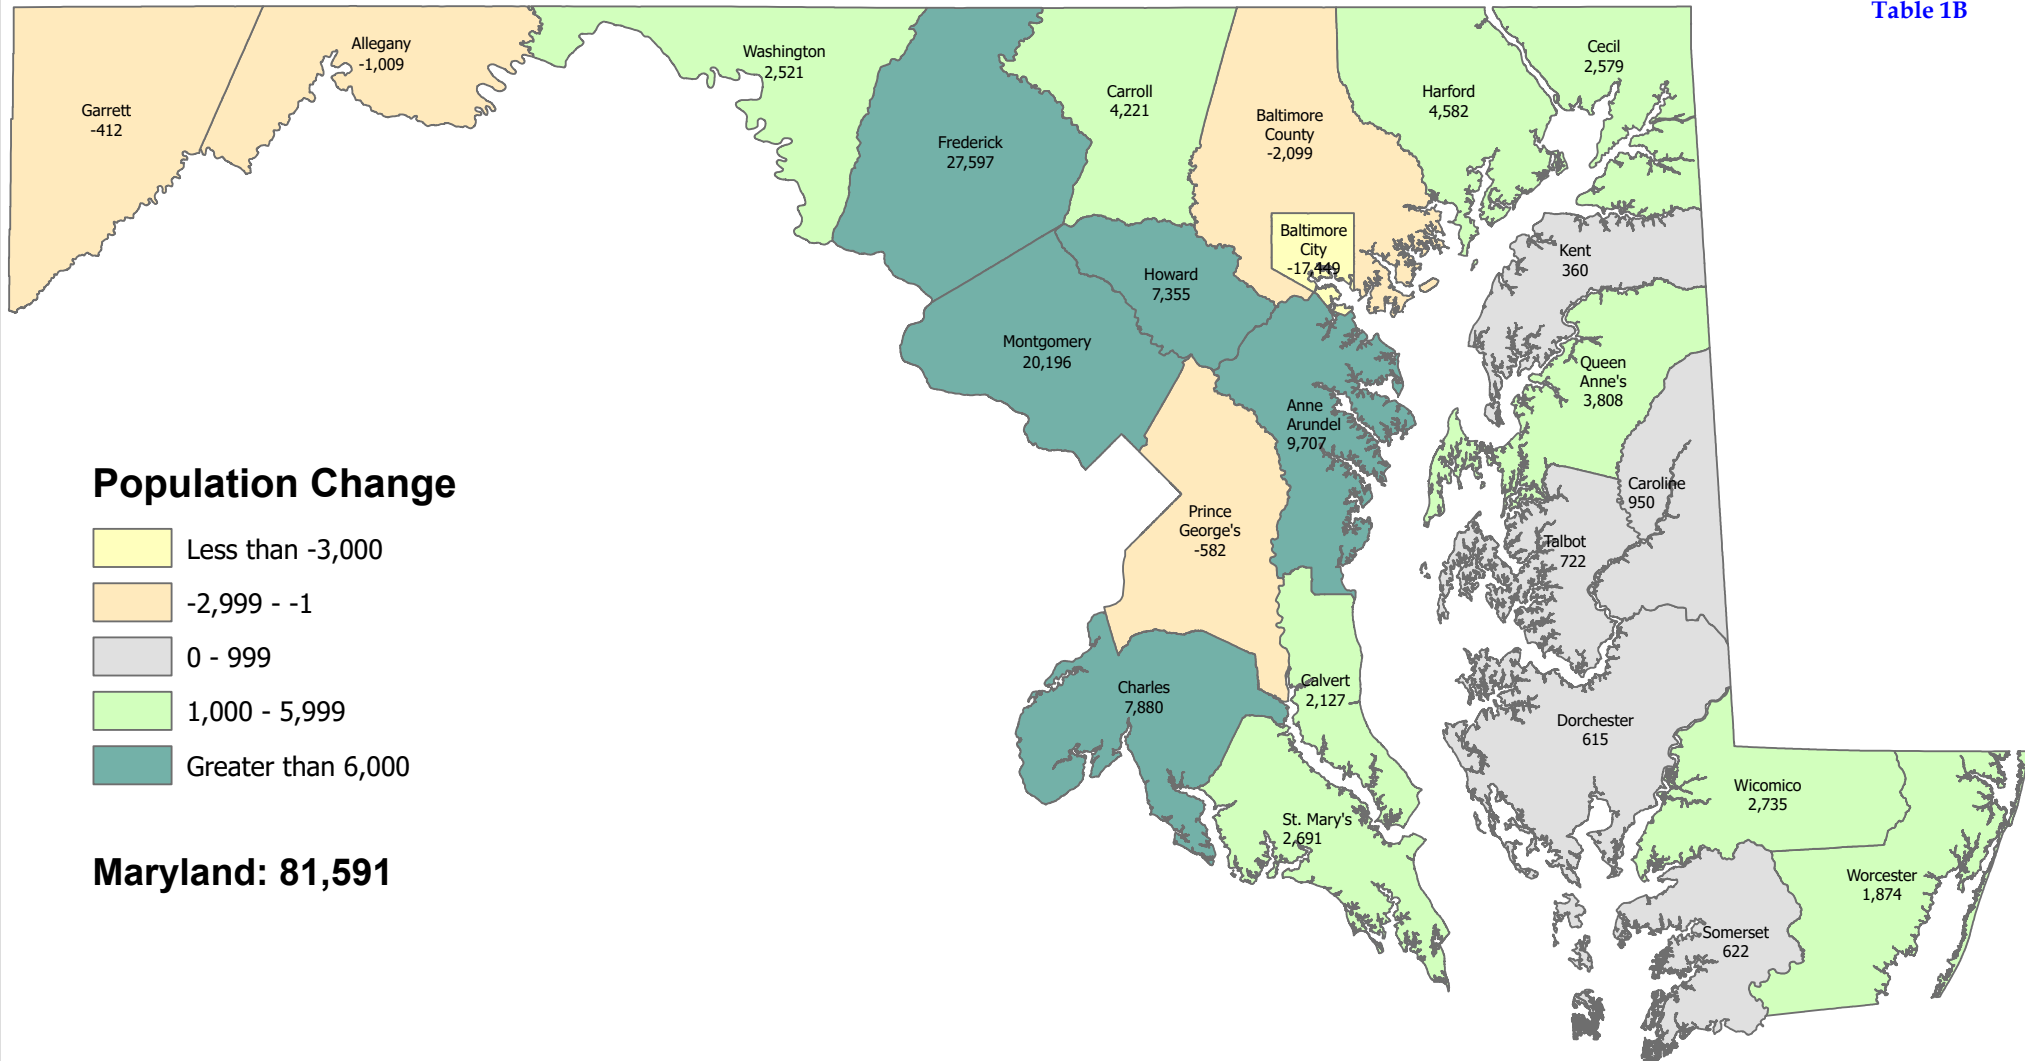 Table 1B
Garrett
-412
Allegany
-1,009
Washington
2,521
Frederick
27,597
Carroll
4,221
Baltimore
County
-2,099
Harford
4,582
Cecil
2,579
Baltimore
City
-17,449
Howard
7,355
Montgomery
20,196
Kent
360
Queen
Anne's
3,808
Anne
Arundel
9,707
Caroline
950
Talbot
722
Prince
George's
-582
Charles
7,880
Calvert
2,127
St. Mary's
2,691
Dorchester
615
Wicomico
2,735
Worcester
1,874
Somerset
622
Population Change
Less than -3,000
-2,999 - -1
0 - 999
1,000 - 5,999
Greater than 6,000
Maryland: 81,591